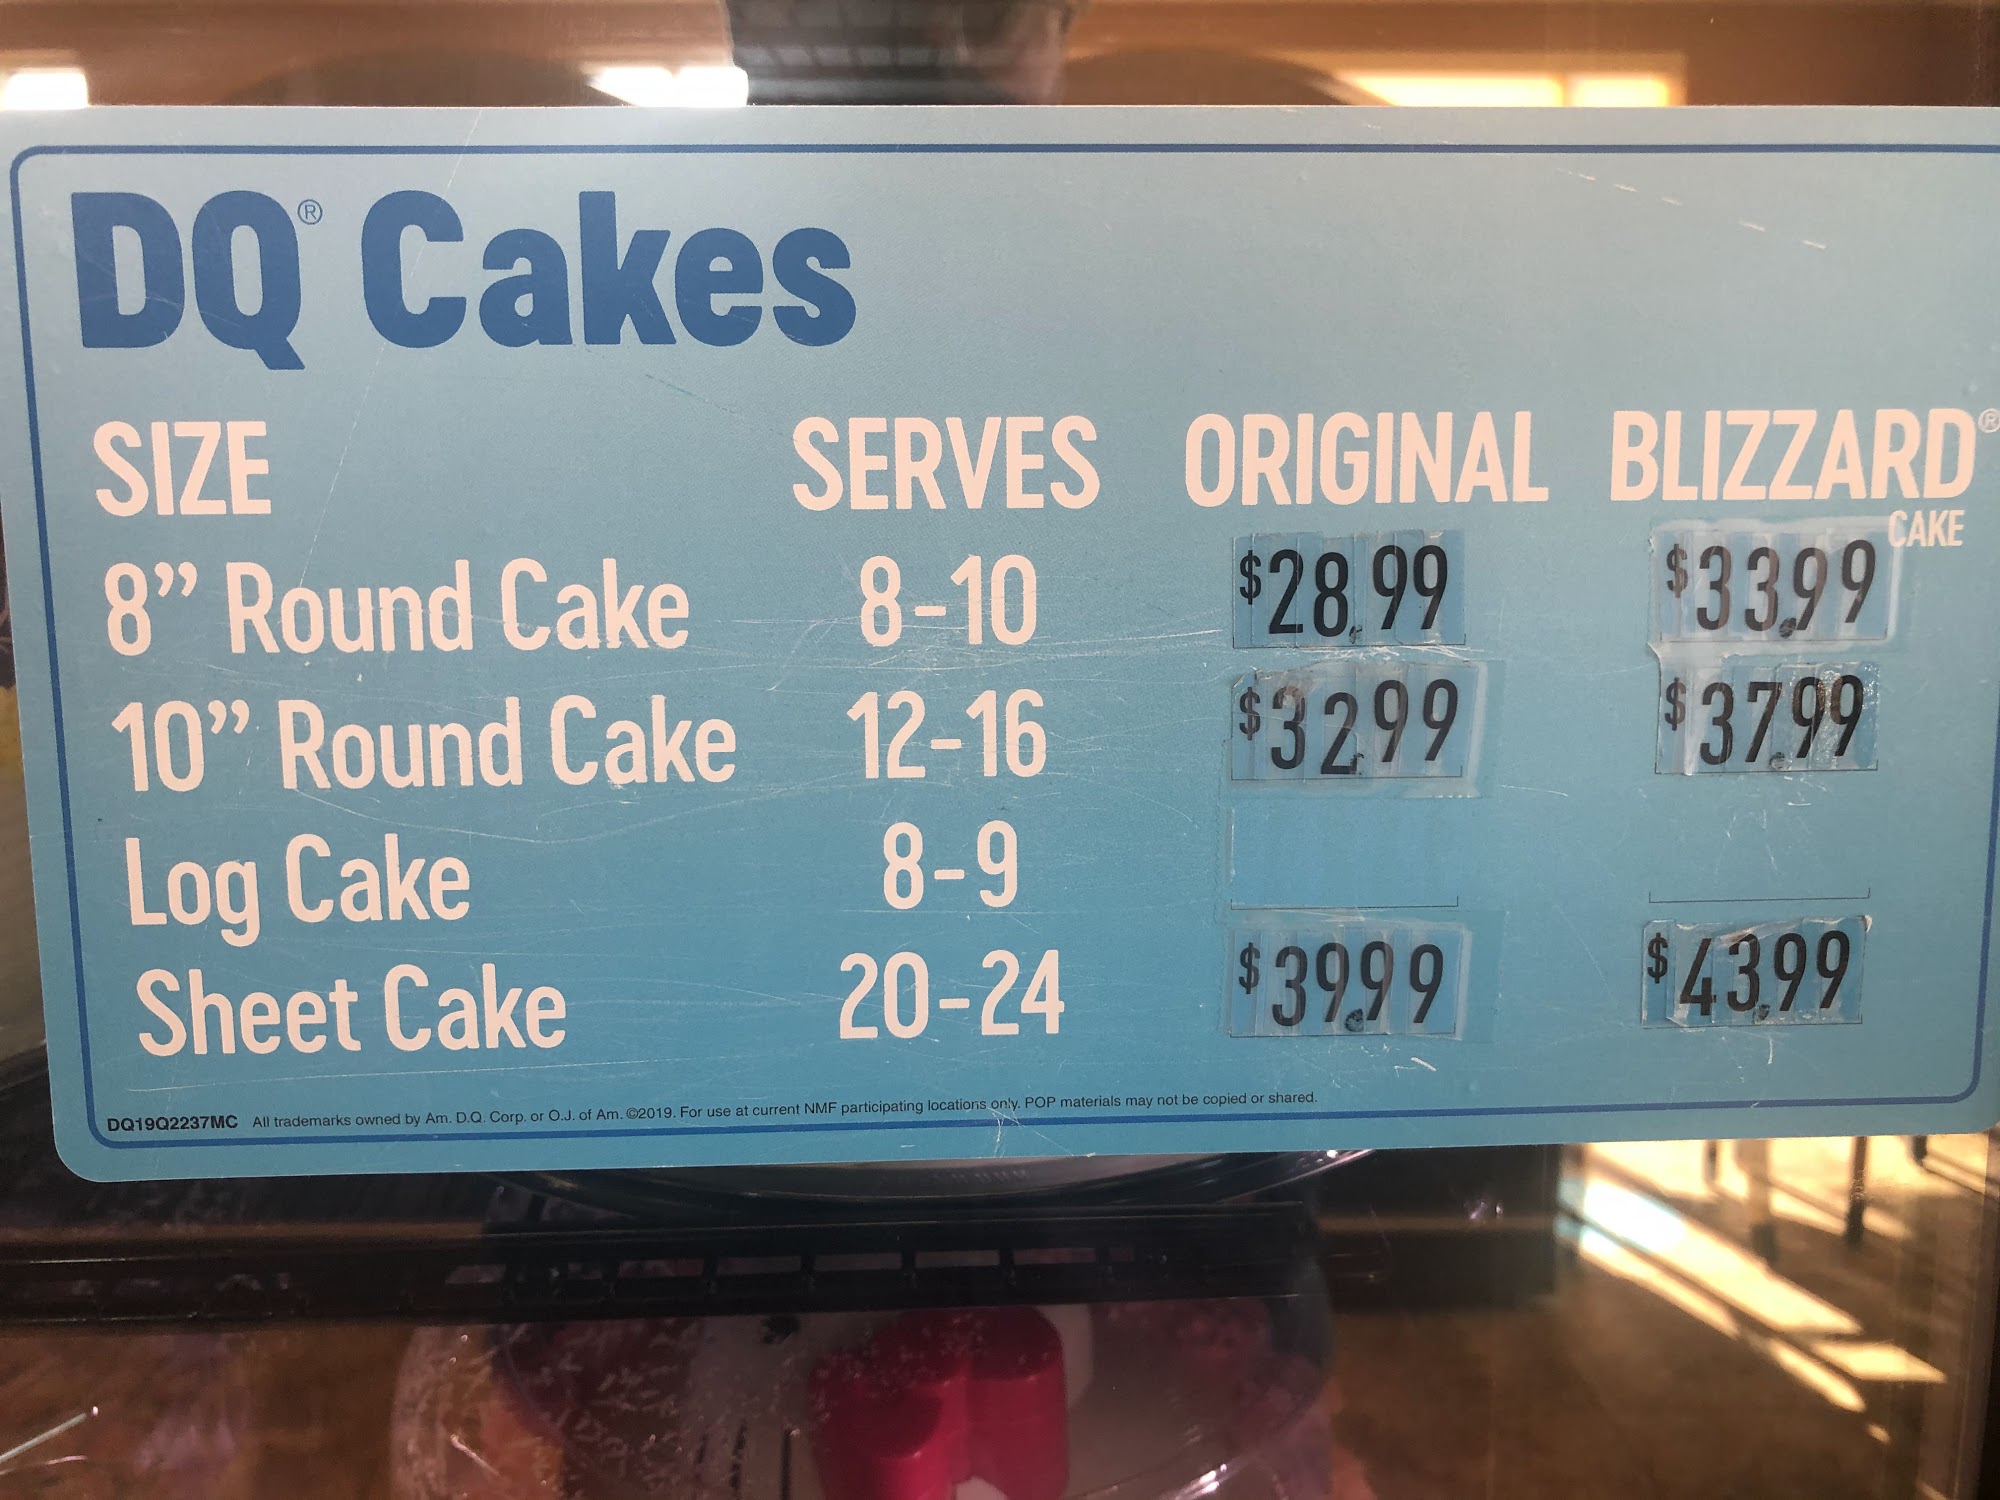 DQ® Cakes
SIZE SERVES ORIGINAL BLIZZARD®
CAKE
8” Round Cake 8-10 $28.99 $33.99
10” Round Cake 12-16 $32.99 $37.99
Log Cake 8-9
Sheet Cake 20-24 $39.99 $43.99
DQ19Q2237MC All trademarks owned by Am. D.Q. Corp. or O.J. of Am. ©2019. For use at current NMF participating locations only. POP materials may not be copied or shared.